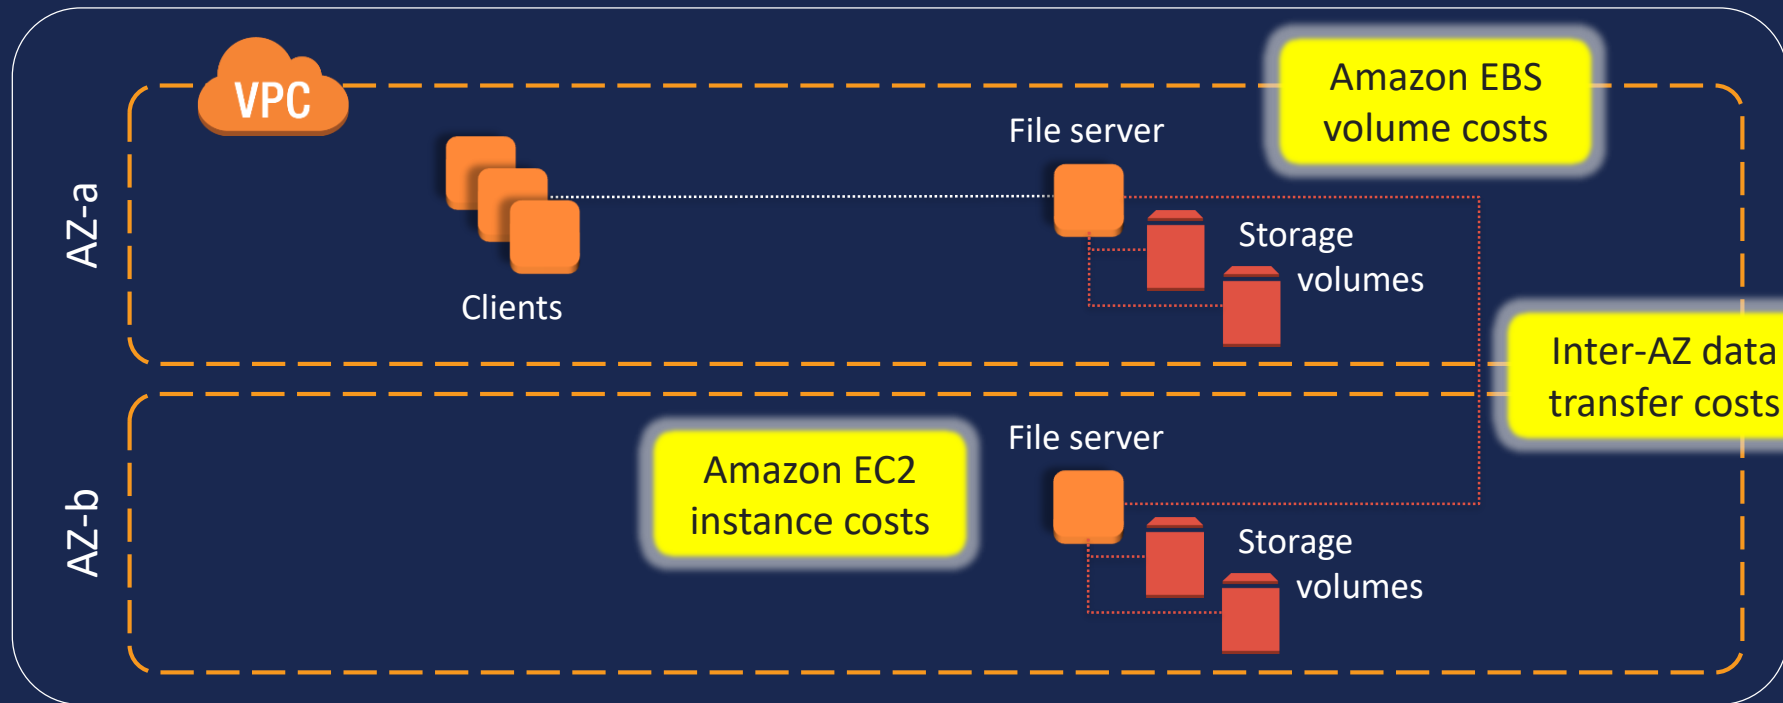 VPC
Amazon EBS
volume costs
AZ-a
File server
Storage
volumes
Clients
Inter-AZ data
transfer costs
AZ-b
File server
Amazon EC2
instance costs
Storage
volumes